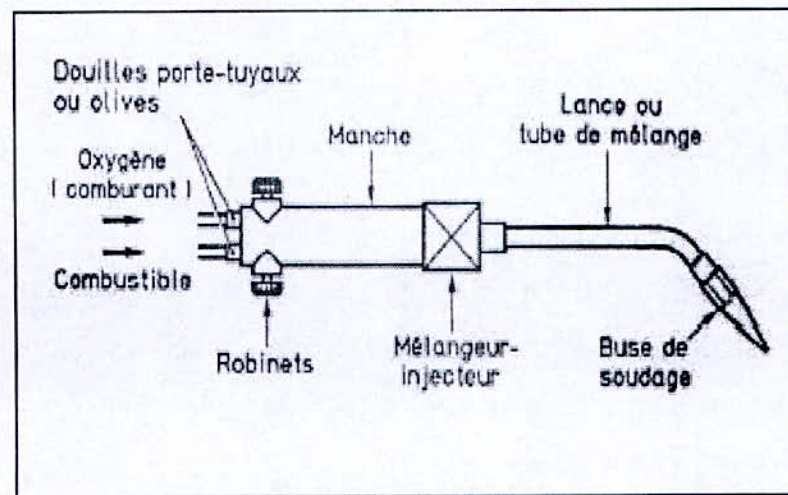 Douilles porte-tuyaux
ou olives
Oxygène
( comburant )
Combustible
Manche
Lance ou
tube de mélange
Robinets
Mélangeur-
injecteur
Buse de
soudage